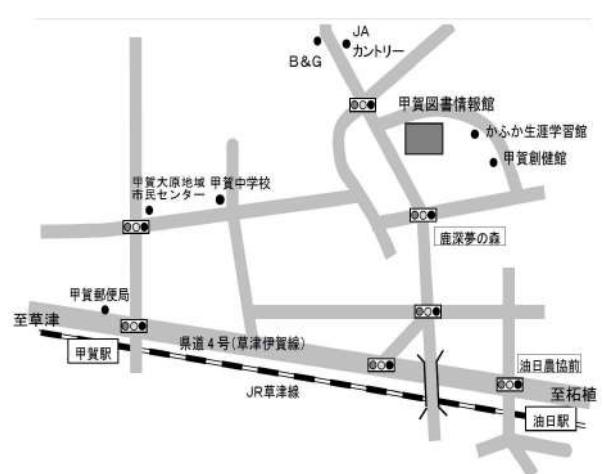 JA
カントリー
B&G
甲賀図書情報館
かふか生涯学習館
甲賀創健館
甲賀大原地域
市民センター
甲賀中学校
鹿深夢の森
甲賀郵便局
至草津
県道4号(草津伊賀線)
甲賀駅
油日農協前
JR草津線
至柘植
油日駅